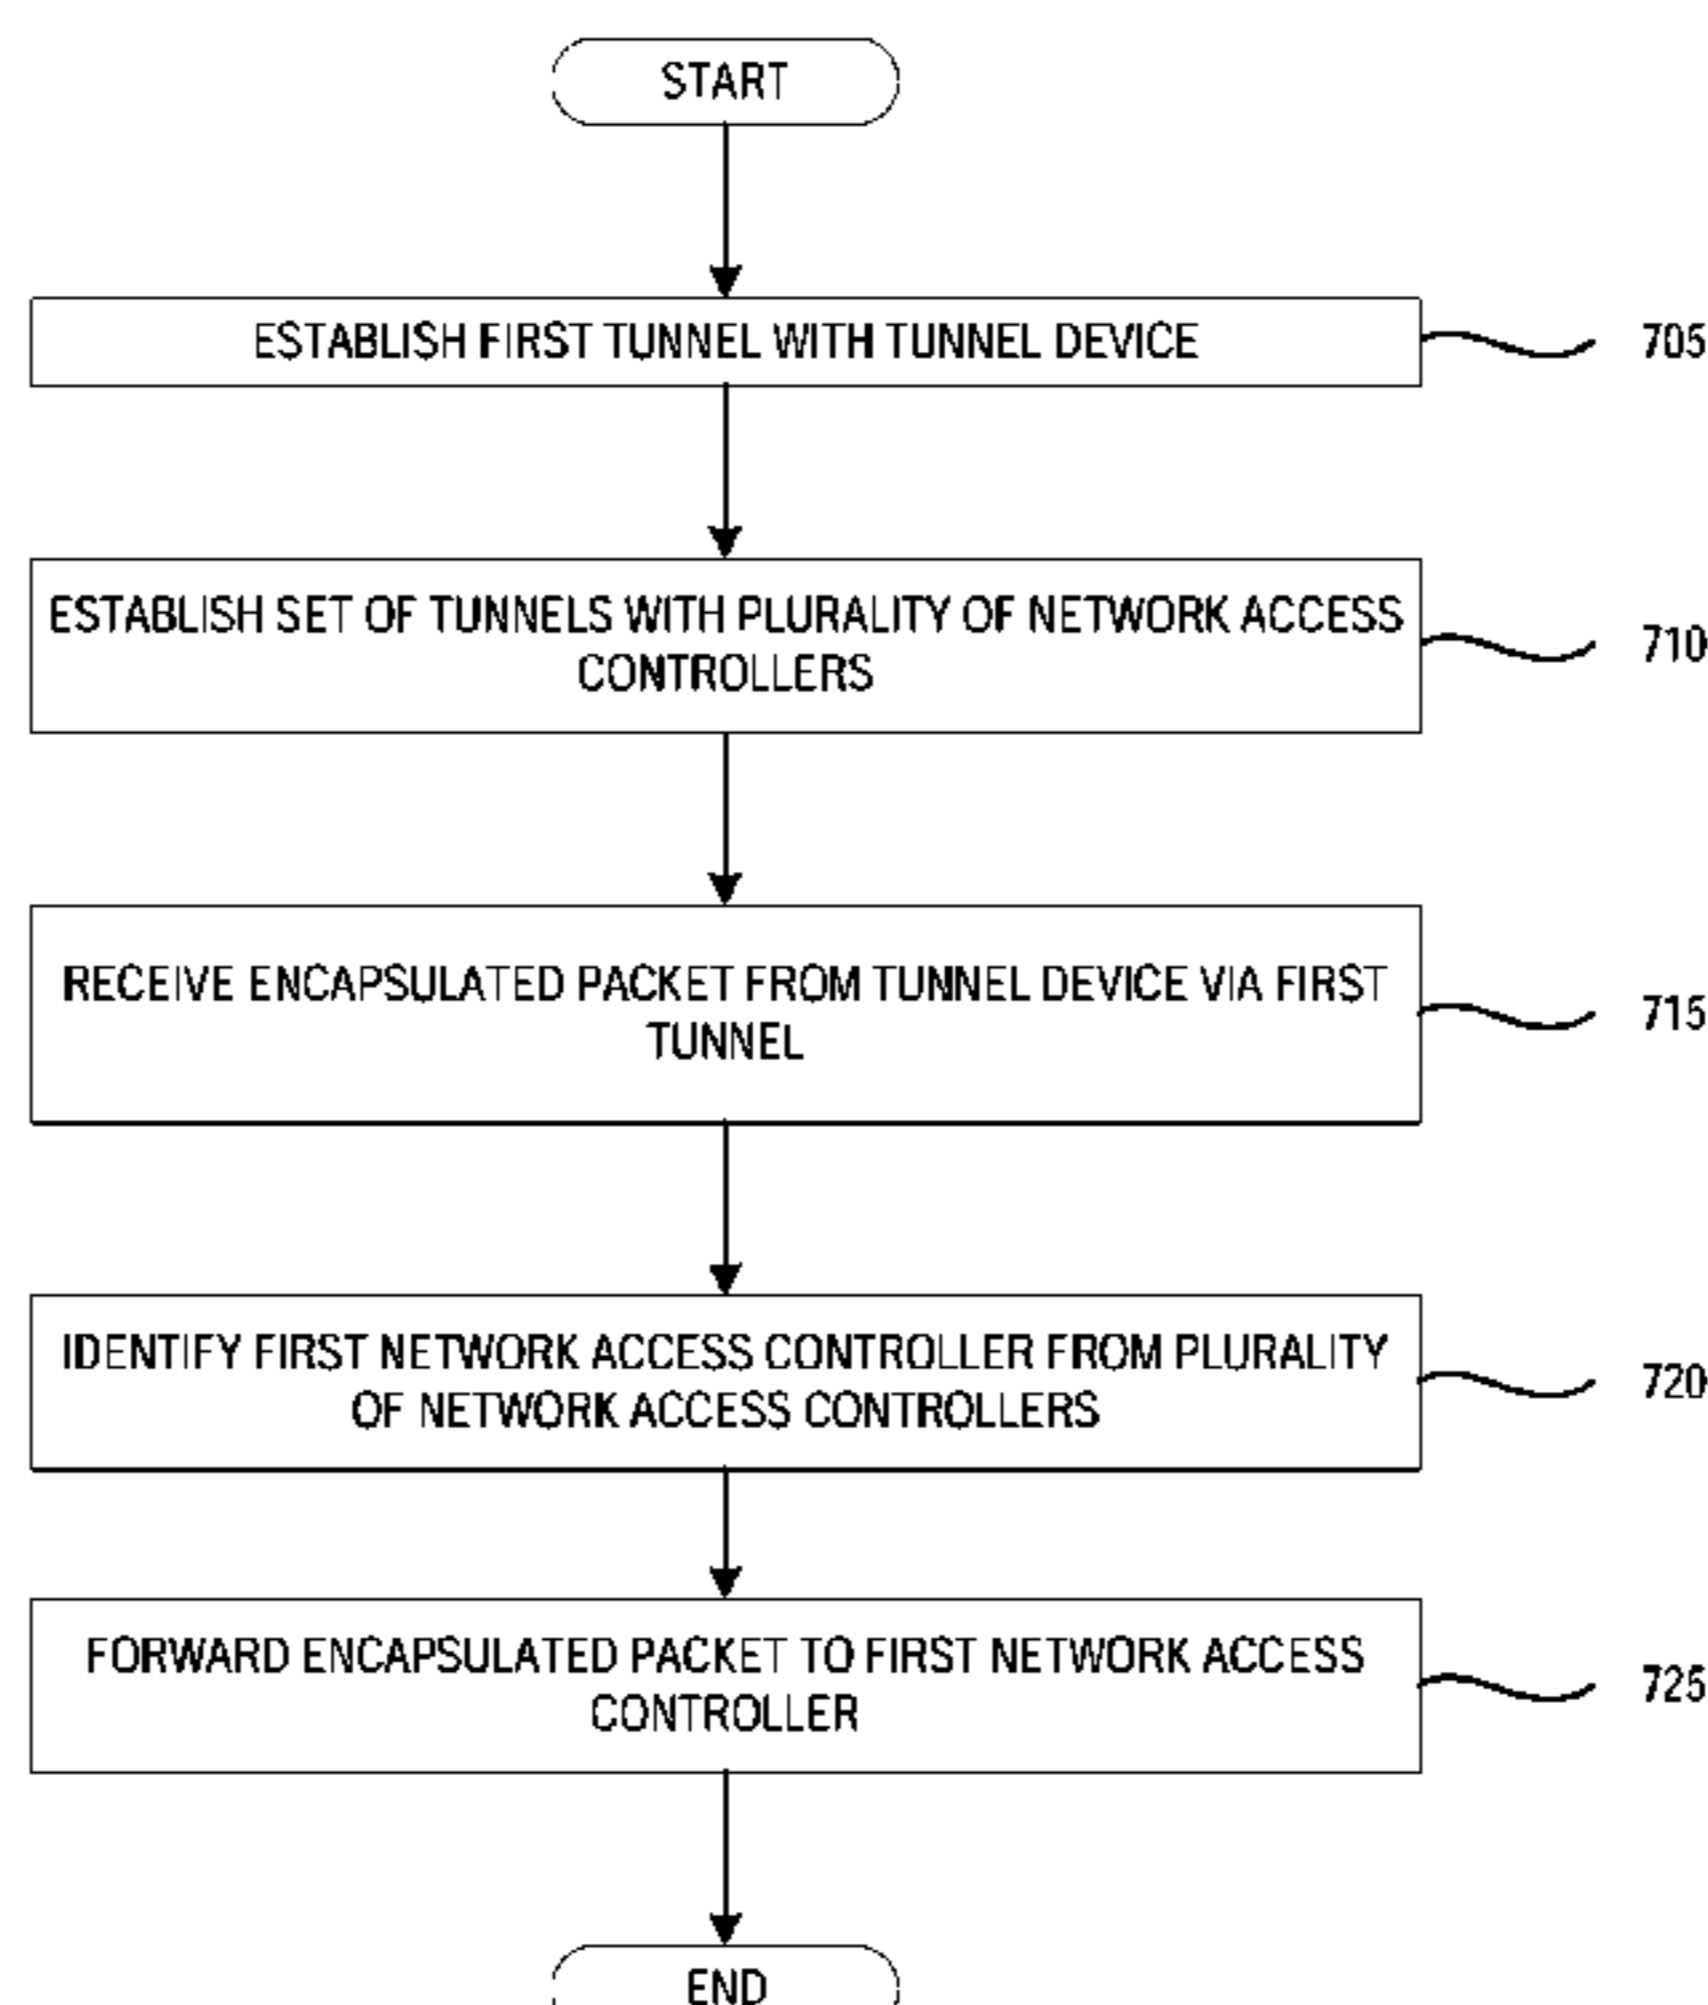 START
ESTABLISH FIRST TUNNEL WITH TUNNEL DEVICE
705
ESTABLISH SET OF TUNNELS WITH PLURALITY OF NETWORK ACCESS
CONTROLLERS
710
RECEIVE ENCAPSULATED PACKET FROM TUNNEL DEVICE VIA FIRST
TUNNEL
715
IDENTIFY FIRST NETWORK ACCESS CONTROLLER FROM PLURALITY
OF NETWORK ACCESS CONTROLLERS
720
FORWARD ENCAPSULATED PACKET TO FIRST NETWORK ACCESS
CONTROLLER
725
END